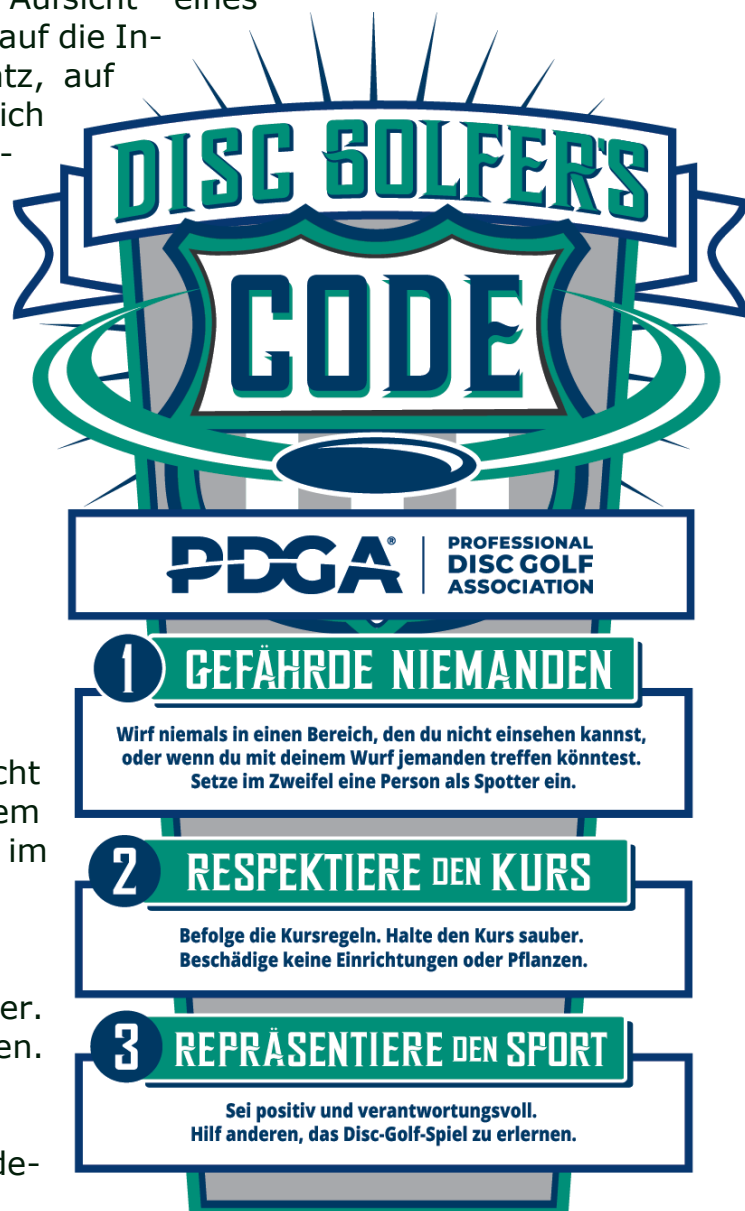 Aufsicht eines
auf die In-
tz, auf
ich
-
DISC GOLFER'S
CODE
PDGA®
PROFESSIONAL
DISC GOLF
ASSOCIATION
1 GEFÄHRDE NIEMANDEN
Wirf niemals in einen Bereich, den du nicht einsehen kannst,
oder wenn du mit deinem Wurf jemanden treffen könntest.
Setze im Zweifel eine Person als Spotter ein.
cht
em
im
2 RESPEKTIERE DEN KURS
Befolge die Kursregeln. Halte den Kurs sauber.
Beschädige keine Einrichtungen oder Pflanzen.
er.
en.
3 REPRÄSENTIERE DEN SPORT
Sei positiv und verantwortungsvoll.
Hilf anderen, das Disc-Golf-Spiel zu erlernen.
de-